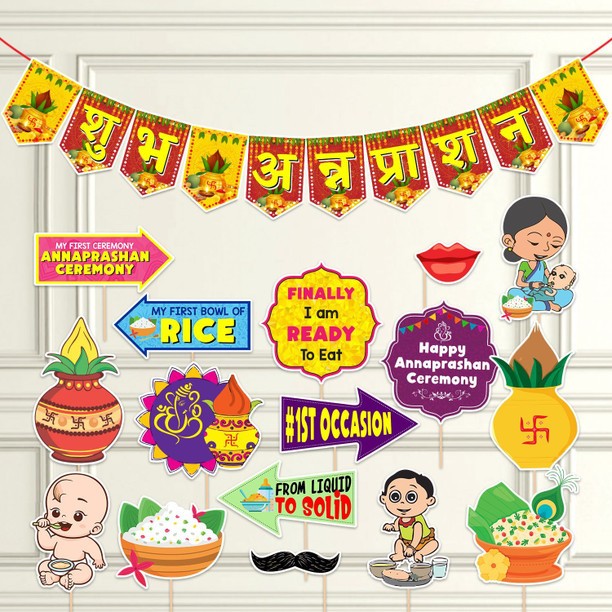 शुभ अन्नप्राशन
MY FIRST CEREMONY
ANNAPRASHAN
CEREMONY
MY FIRST BOWL OF
RICE
FINALLY
I am
READY
To Eat
Happy
Annaprashan
Ceremony
#1ST OCCASION
FROM LIQUID
TO SOLID